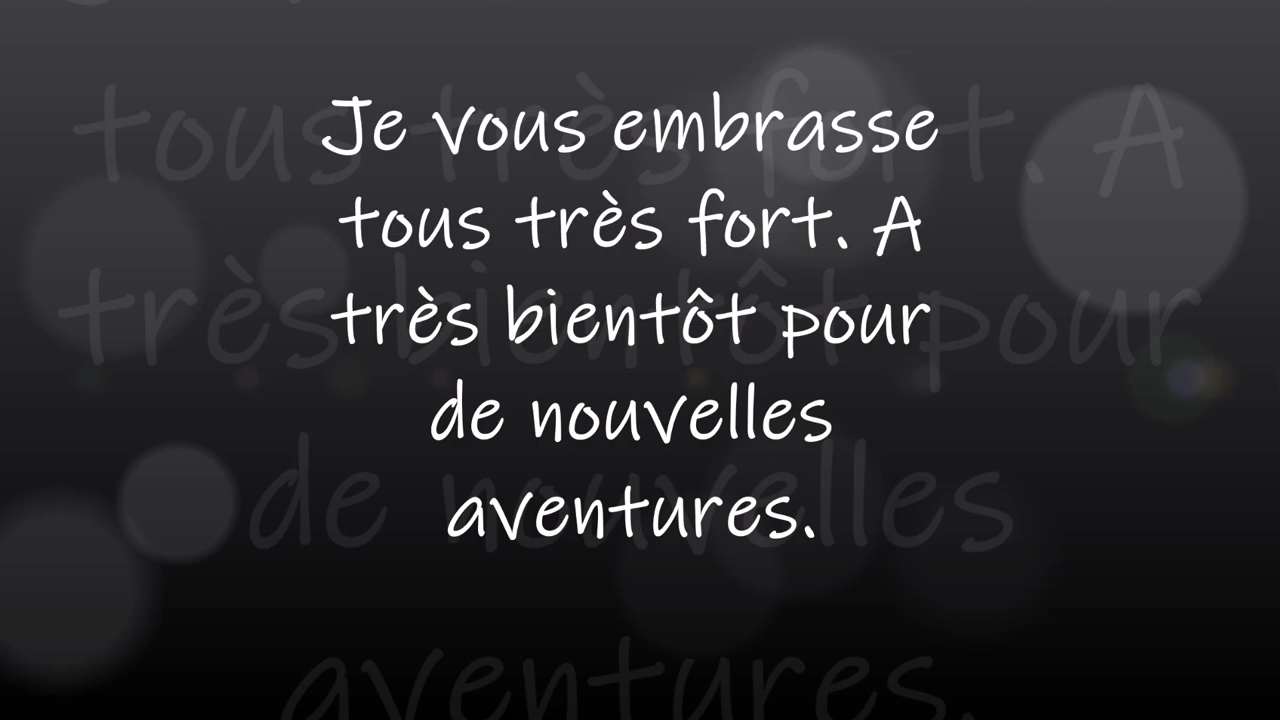 Je vous embrasse
tous très fort. A
très bientôt pour
de nouvelles
aventures.